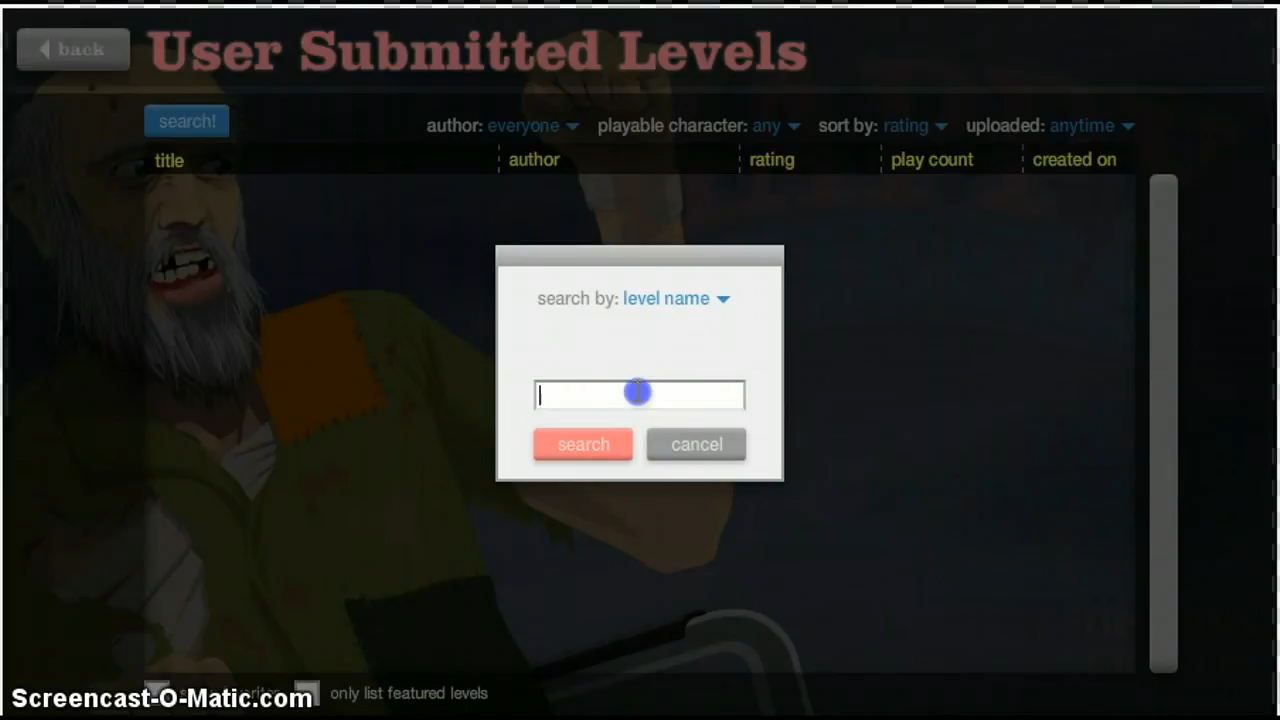 back
User Submitted Levels
search!
author: everyone
playable character: any
sort by: rating
uploaded: anytime
title
author
rating
play count
created on
search by: level name
search
cancel
only list featured levels
Screencast-O-Matic.com